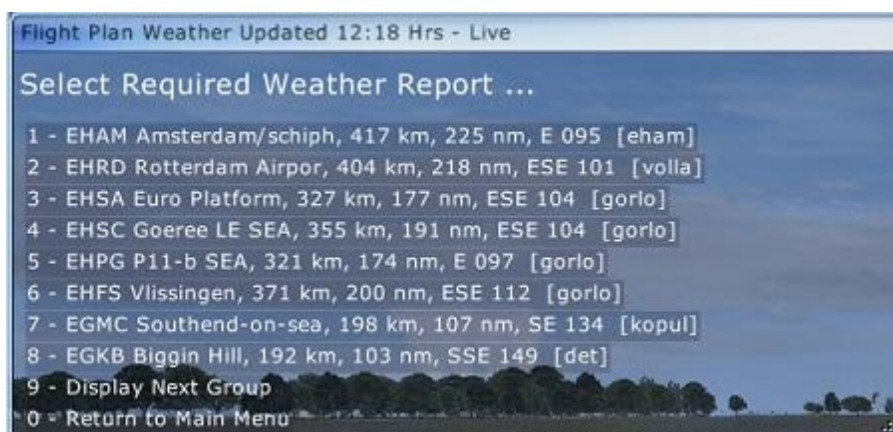 Flight Plan Weather Updated 12:18 Hrs - Live
Select Required Weather Report ...
1 - EHAM Amsterdam/schiph, 417 km, 225 nm, E 095 [eham]
2 - EHRD Rotterdam Airpor, 404 km, 218 nm, ESE 101 [volla]
3 - EHSA Euro Platform, 327 km, 177 nm, ESE 104 [gorlo]
4 - EHSC Goeree LE SEA, 355 km, 191 nm, ESE 104 [gorlo]
5 - EHPG P11-b SEA, 321 km, 174 nm, E 097 [gorlo]
6 - EHFS Vlissingen, 371 km, 200 nm, ESE 112 [gorlo]
7 - EGMC Southend-on-sea, 198 km, 107 nm, SE 134 [kopul]
8 - EGKB Biggin Hill, 192 km, 103 nm, SSE 149 [det]
9 - Display Next Group
0 - Return to Main Menu